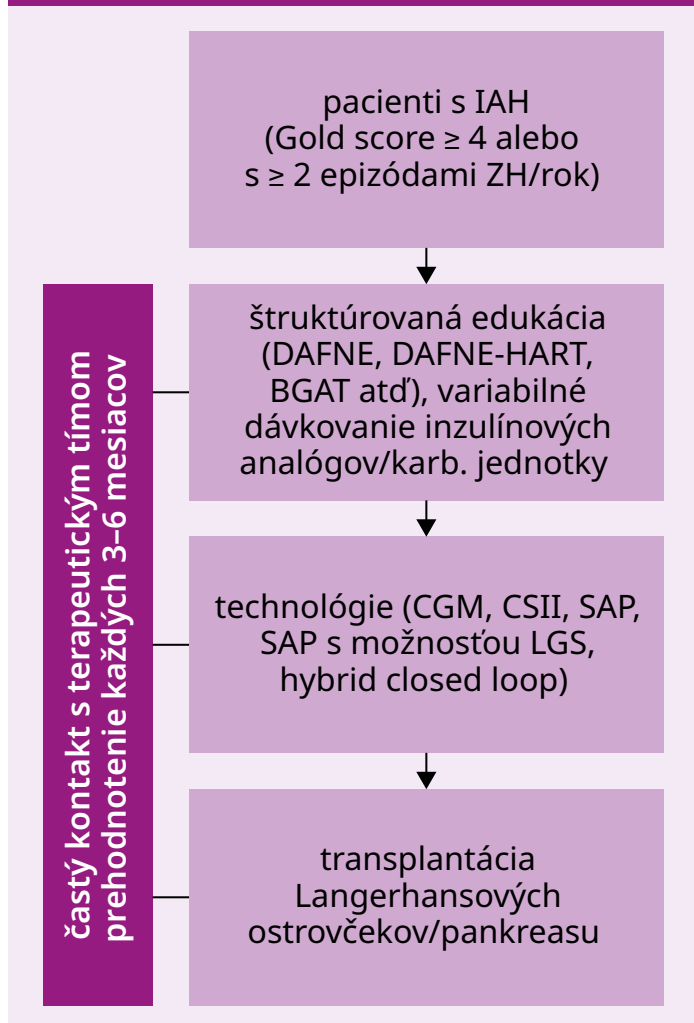 pacienti s IAH
(Gold score ≥ 4 alebo
s ≥ 2 epizódami ZH/rok)
častý kontakt s terapeutickým tímom
prehodnotenie každých 3–6 mesiacov
štruktúrovaná edukácia
(DAFNE, DAFNE-HART,
BGAT atď), variabilné
dávkovanie inzulínových
analógov/karb. jednotky
technológie (CGM, CSII, SAP,
SAP s možnosťou LGS,
hybrid closed loop)
transplantácia
Langerhansových
ostrovčekov/pankreasu